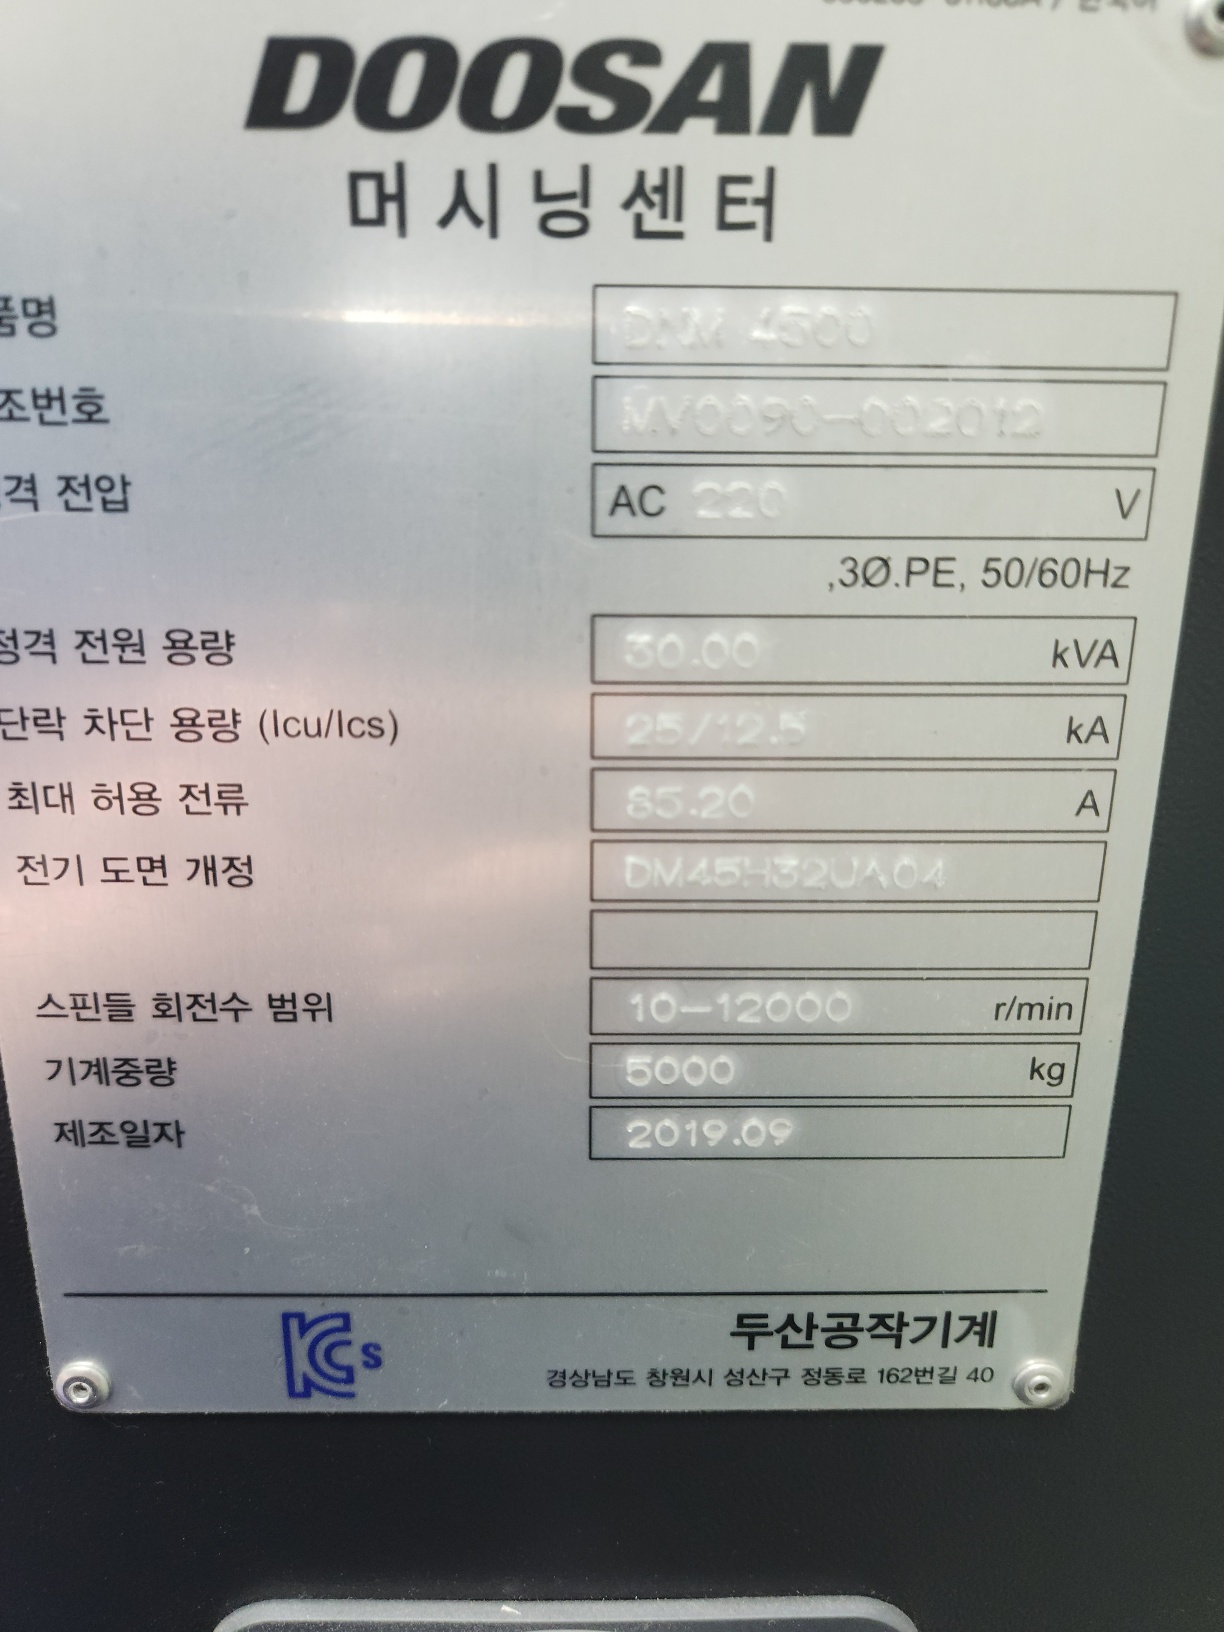 DOOSAN
머시닝센터
품명 DNM 4500
조번호 MV0090-002012
격 전압 AC 220 V
,3Ø.PE, 50/60Hz
정격 전원 용량 30.00 kVA
단락 차단 용량 (Icu/Ics) 25/12.5 kA
최대 허용 전류 85.20 A
전기 도면 개정 DM45H32UA04
스핀들 회전수 범위 10-12000 r/min
기계중량 5000 kg
제조일자 2019.09
KCs
두산공작기계
경상남도 창원시 성산구 정동로 162번길 40